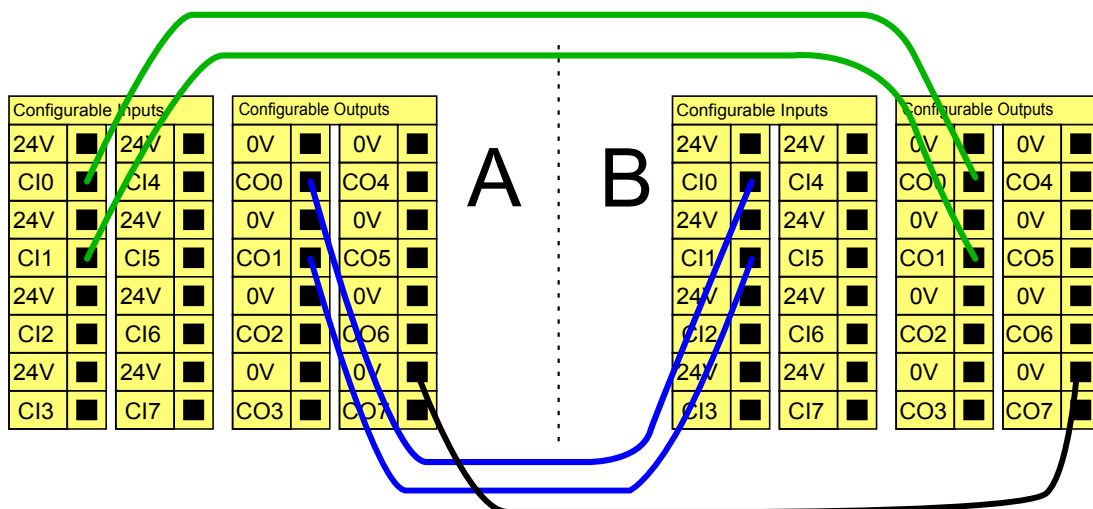 Configurable Inputs
24V 24V
CI0 CI4
24V 24V
CI1 CI5
24V 24V
CI2 CI6
24V 24V
CI3 CI7
Configurable Outputs
0V 0V
CO0 CO4
0V 0V
CO1 CO5
0V 0V
CO2 CO6
0V 0V
CO3 CO7
A
B
Configurable Inputs
24V 24V
CI0 CI4
24V 24V
CI1 CI5
24V 24V
CI2 CI6
24V 24V
CI3 CI7
Configurable Outputs
0V 0V
CO0 CO4
0V 0V
CO1 CO5
0V 0V
CO2 CO6
0V 0V
CO3 CO7